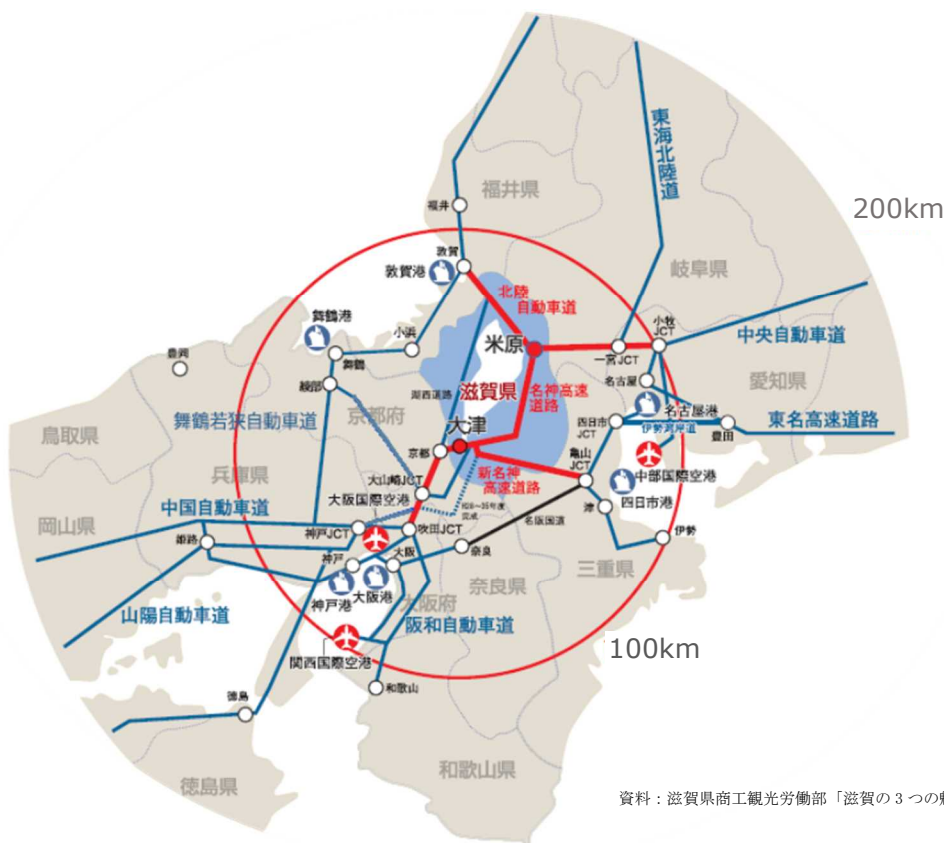 東海北陸道
福井県
福井
200km
岐阜県
敦賀
敦賀港
北陸
自動車道
舞鶴港
小浜
舞鶴
米原
小牧
JCT
一宮JCT
中央自動車道
豊岡
綾部
湖西道路
滋賀県
名神高速
道路
名古屋
愛知県
名古屋港
舞鶴若狭自動車道
京都府
大津
四日市
JCT
伊勢湾岸道
豊田
東名高速道路
鳥取県
京都
亀山
JCT
中部国際空港
兵庫県
大山崎JCT
新名神
高速道路
大阪国際空港
四日市港
岡山県
中国自動車道
完成
津
名阪国道
神戸JCT
吹田JCT
伊勢
姫路
奈良
神戸
大阪
三重県
奈良県
神戸港
大阪港
大阪府
山陽自動車道
阪和自動車道
100km
関西国際空港
和歌山
徳島
徳島県
和歌山県
資料：滋賀県商工観光労働部「滋賀の3つの